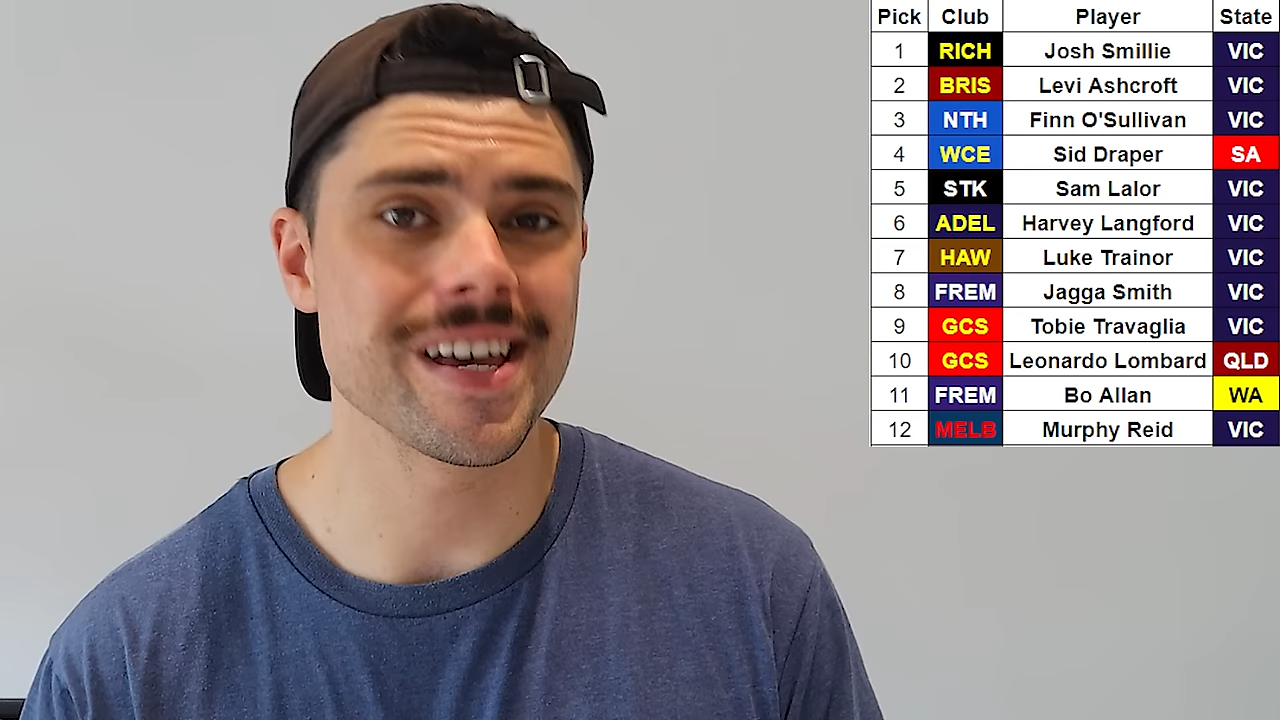 Pick Club Player State
1 RICH Josh Smillie VIC
2 BRIS Levi Ashcroft VIC
3 NTH Finn O'Sullivan VIC
4 WCE Sid Draper SA
5 STK Sam Lalor VIC
6 ADEL Harvey Langford VIC
7 HAW Luke Trainor VIC
8 FREM Jagga Smith VIC
9 GCS Tobie Travaglia VIC
10 GCS Leonardo Lombard QLD
11 FREM Bo Allan WA
12 MELB Murphy Reid VIC